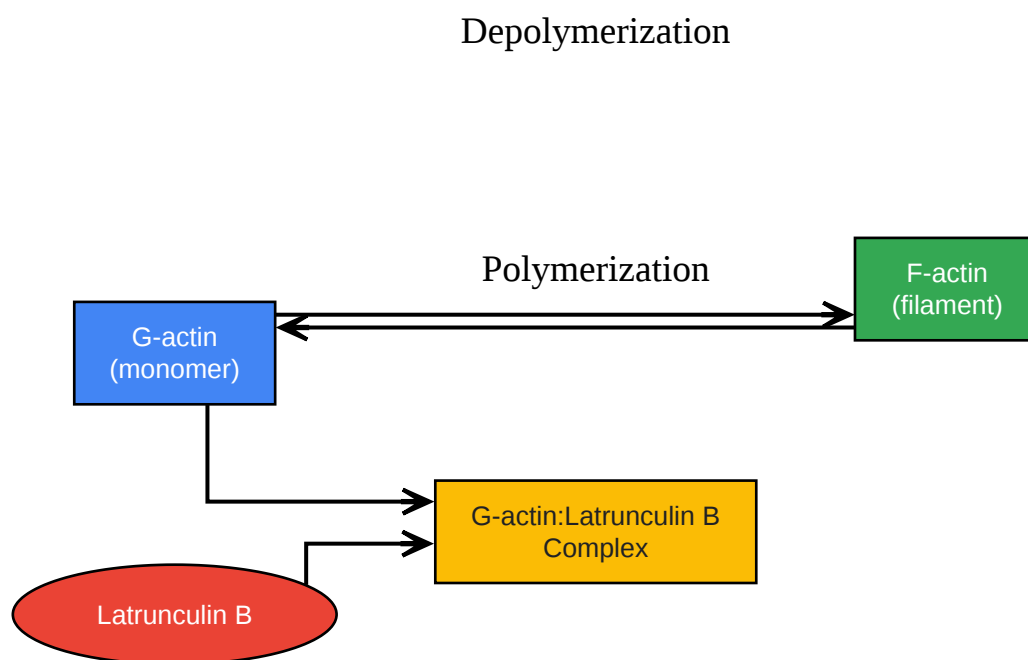 Depolymerization
Polymerization
F-actin
(filament)
G-actin
(monomer)
G-actin:Latrunculin B
Complex
Latrunculin B